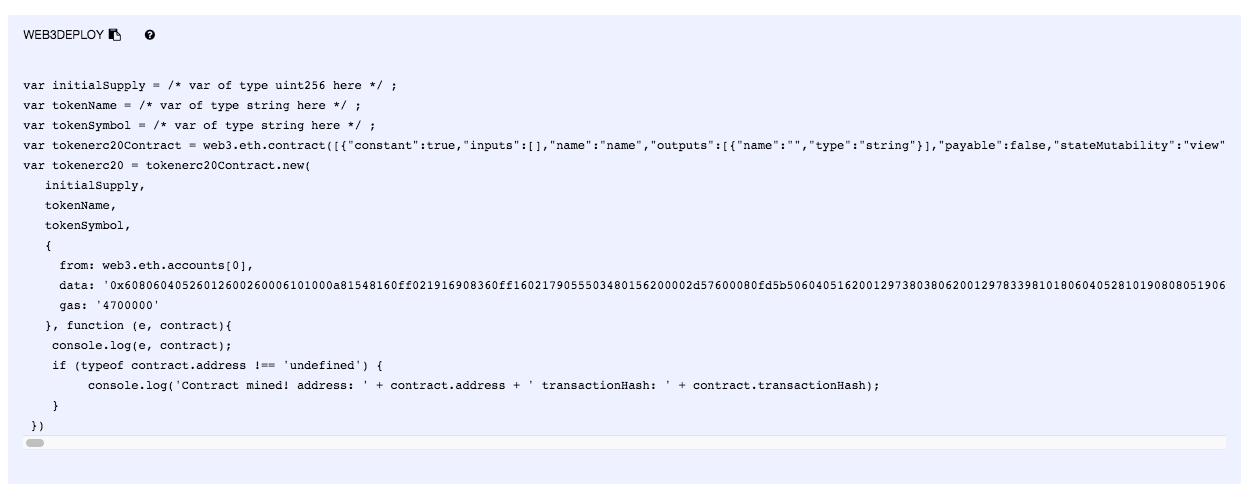 WEB3DEPLOY
var initialSupply = /* var of type uint256 here */ ;
var tokenName = /* var of type string here */ ;
var tokenSymbol = /* var of type string here */ ;
var tokenerc20Contract = web3.eth.contract([{"constant":true,"inputs":[],"name":"name","outputs":[{"name":"","type":"string"}],"payable":false,"stateMutability":"view"
var tokenerc20 = tokenerc20Contract.new(
initialSupply,
tokenName,
tokenSymbol,
{
from: web3.eth.accounts[0],
data: '0x60806040526012600260006101000a81548160ff021916908360ff1602179055503480156200002d57600080fd5b5060405162001297380380620012978339810180604052810190808051906
gas: '4700000'
}, function (e, contract){
console.log(e, contract);
if (typeof contract.address !== 'undefined') {
console.log('Contract mined! address: ' + contract.address + ' transactionHash: ' + contract.transactionHash);
}
})